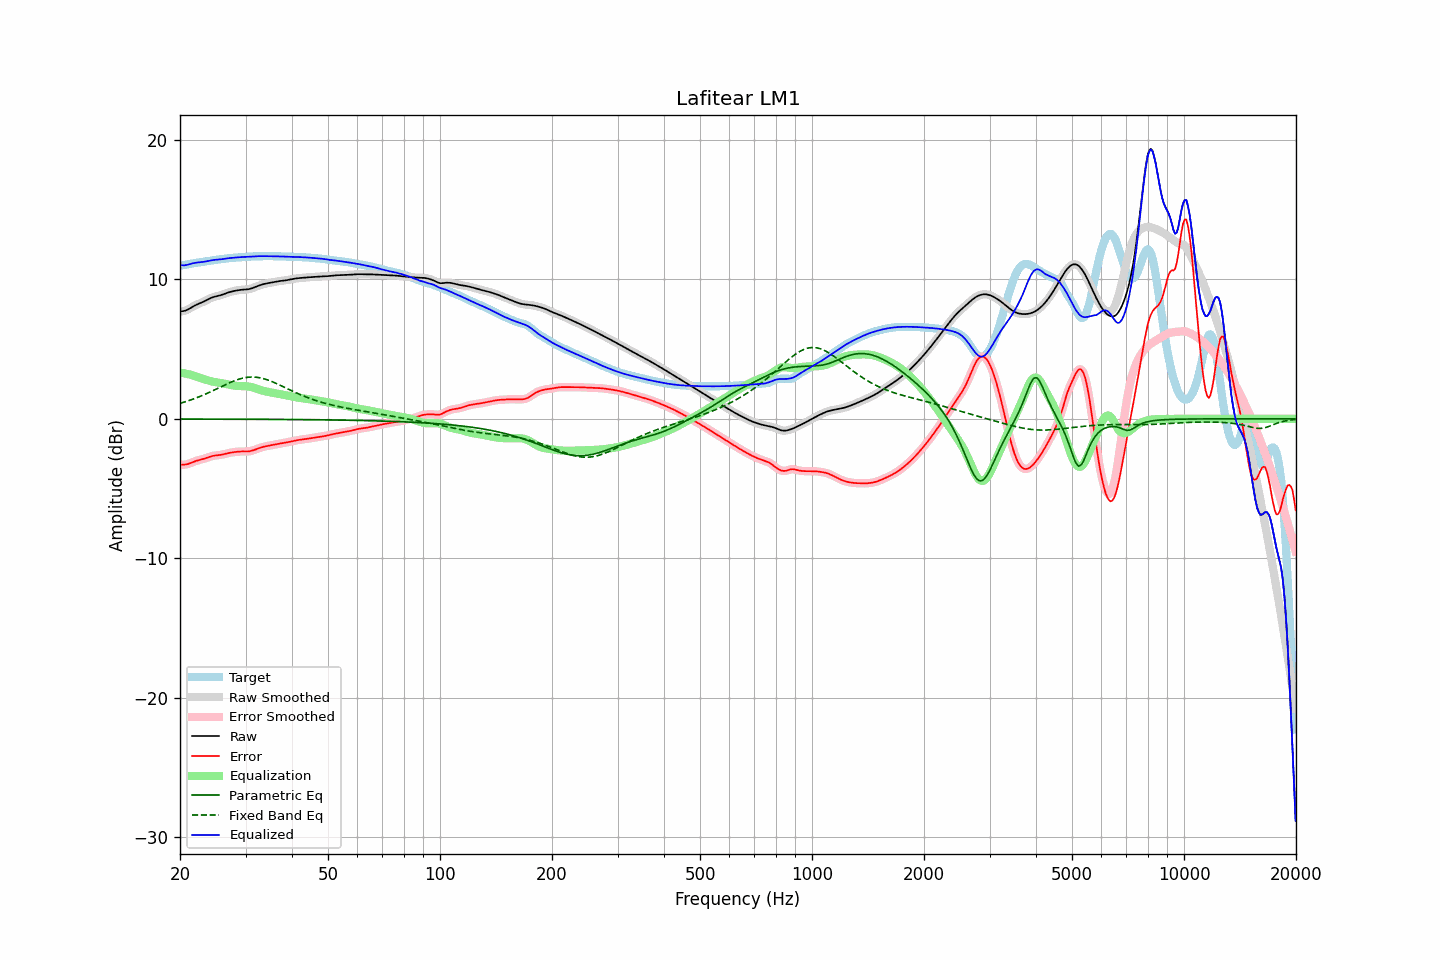 Lafitear LM1
20
10
0
−10
−20
−30
Amplitude (dBr)
Target
Raw Smoothed
Error Smoothed
Raw
Error
Equalization
Parametric Eq
Fixed Band Eq
Equalized
20 50 100 200 500 1000 2000 5000 10000 20000
Frequency (Hz)